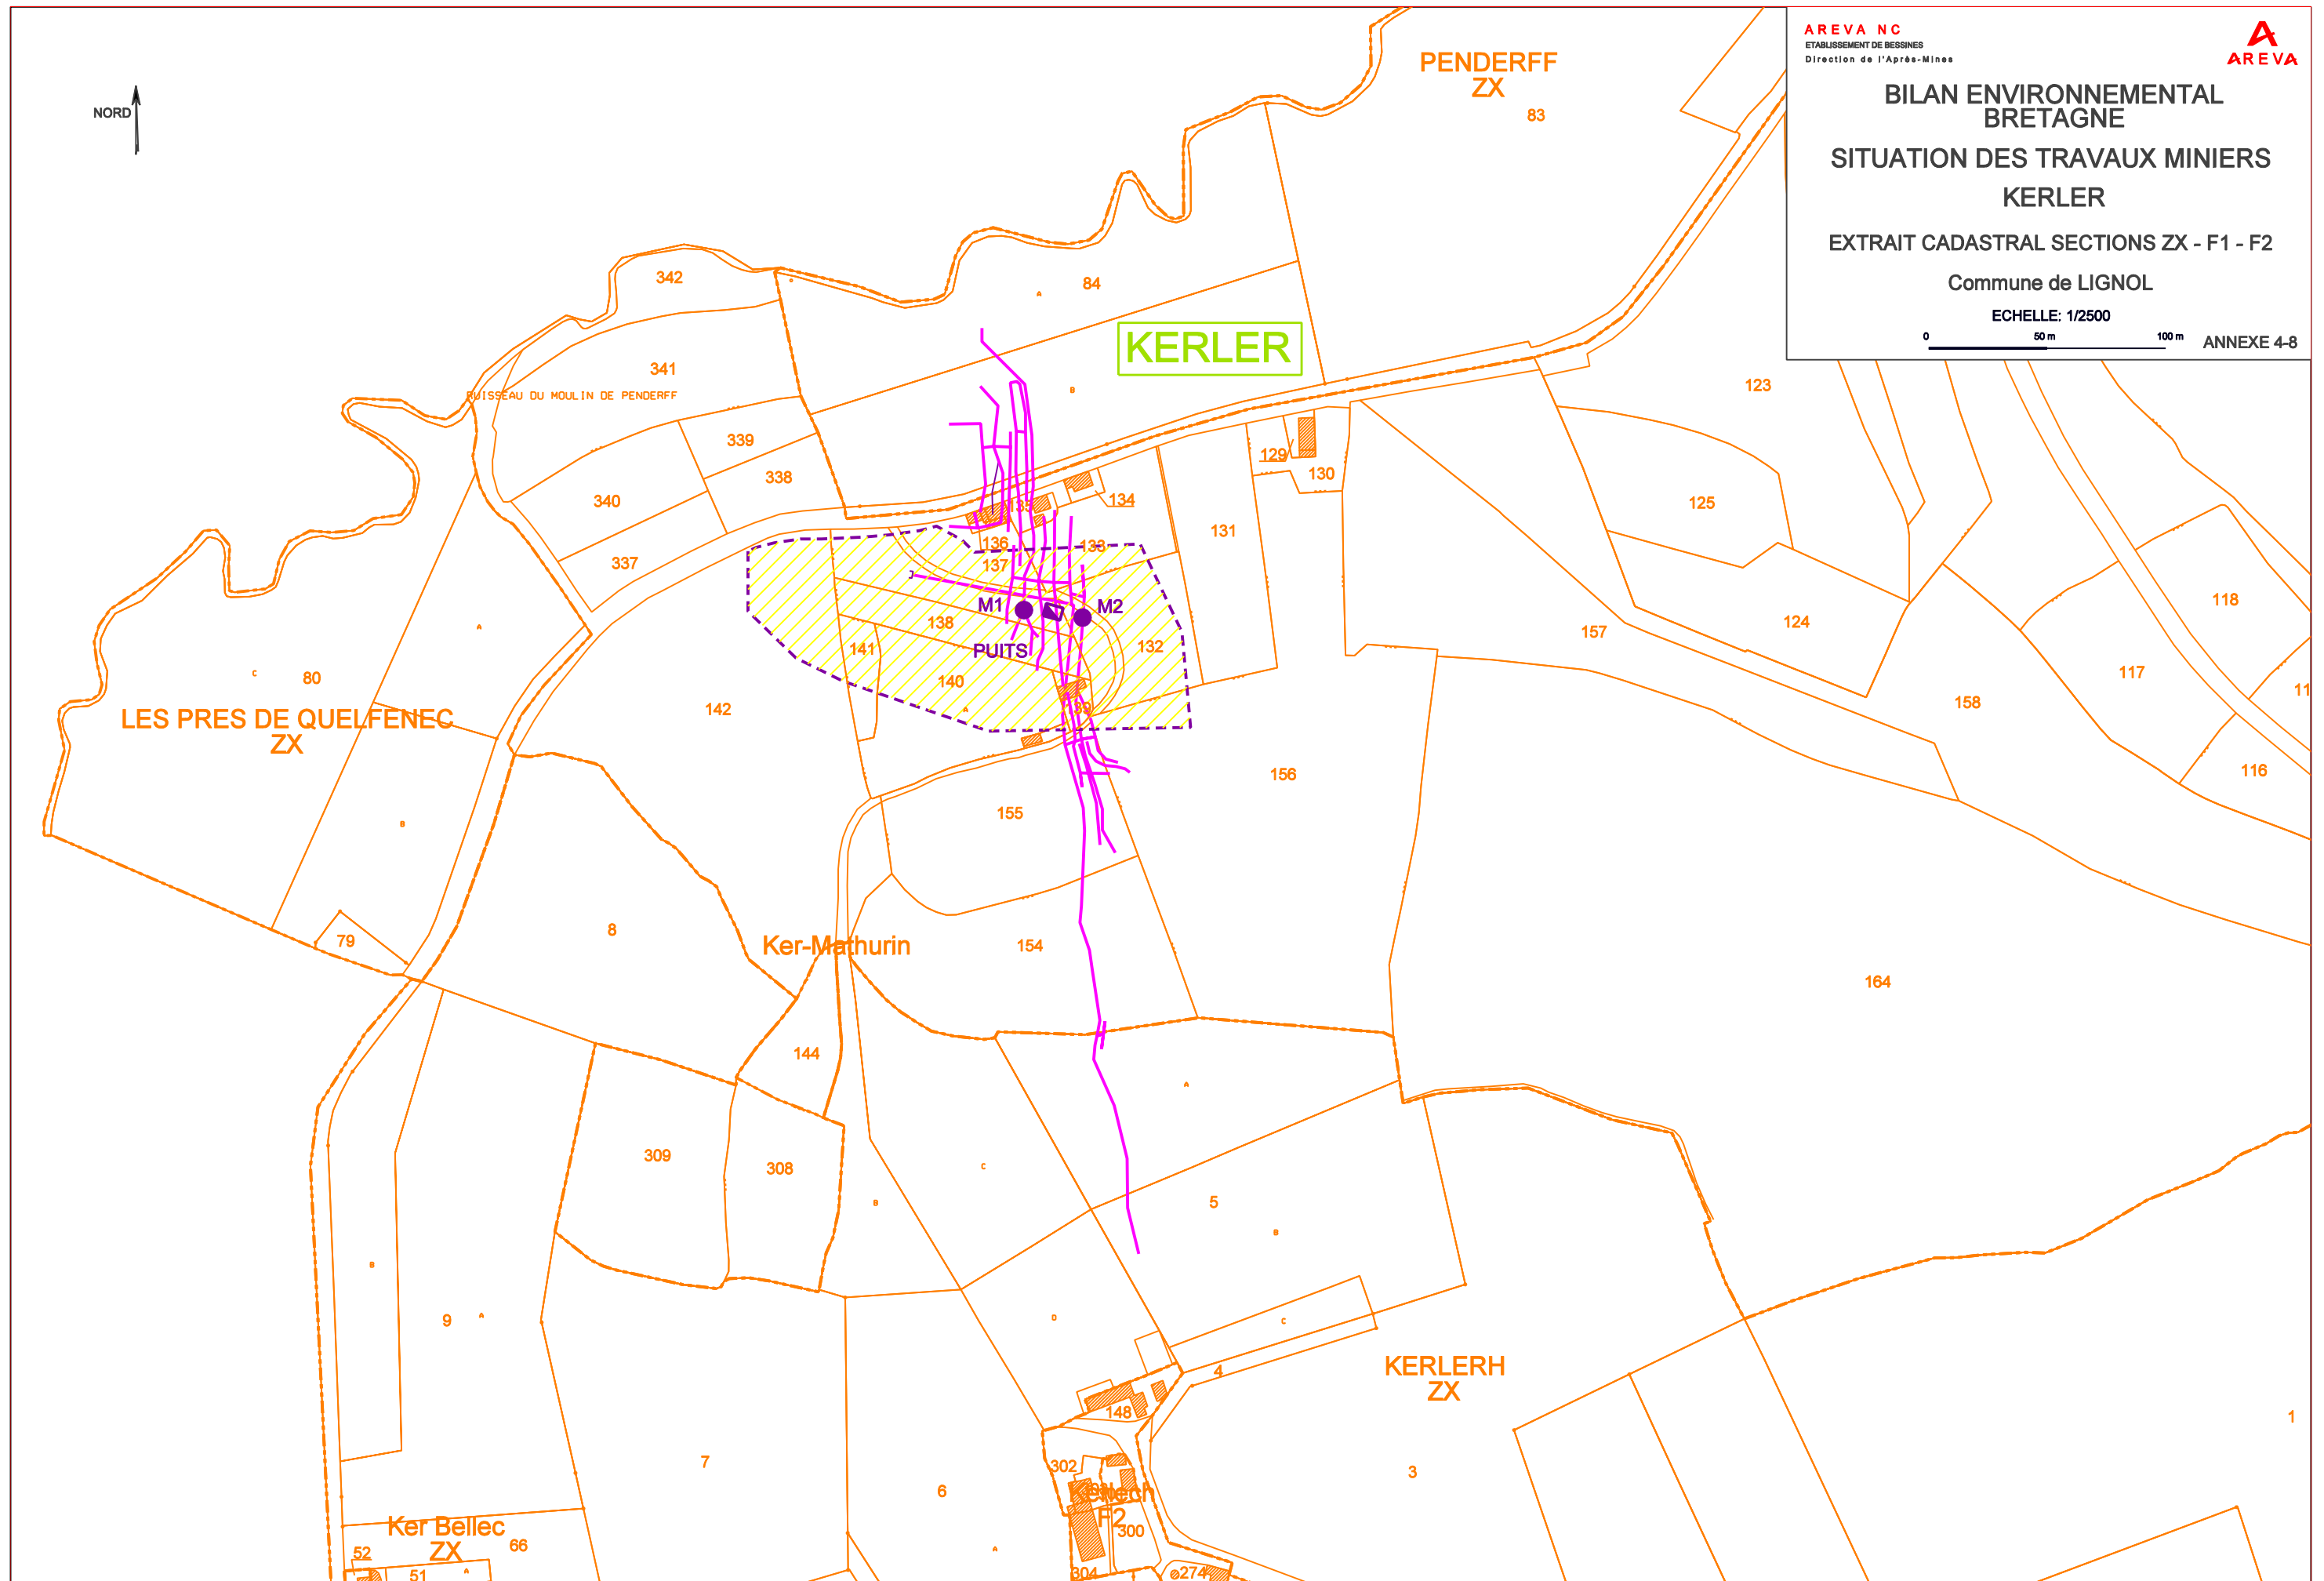 AREVA NC
ETABLISSEMENT DE BESSINES
Direction de l'Après-Mines
AREVA
BILAN ENVIRONNEMENTAL
BRETAGNE
SITUATION DES TRAVAUX MINIERS
KERLER
EXTRAIT CADASTRAL SECTIONS ZX - F1 - F2
Commune de LIGNOL
ECHELLE: 1/2500
0 50 m 100 m
ANNEXE 4-8
NORD
PENDERFF
ZX
83
342
84
A
KERLER
341
RUISSEAU DU MOULIN DE PENDERFF
B
123
339
338
340
129
130
134
135
125
131
136
133
137
337
118
M1
M2
138
124
157
A
141
PUITS
132
C
80
140
117
11
142
A
39
158
LES PRES DE QUELFENEC
ZX
116
156
155
B
79
8
Ker-Mathurin
154
164
144
A
309
308
C
5
B
B
B
9
A
D
C
KERLERH
ZX
4
148
1
7
6
302
3
F2
300
Ker Bellec
ZX
66
52
51
A
A
304
274